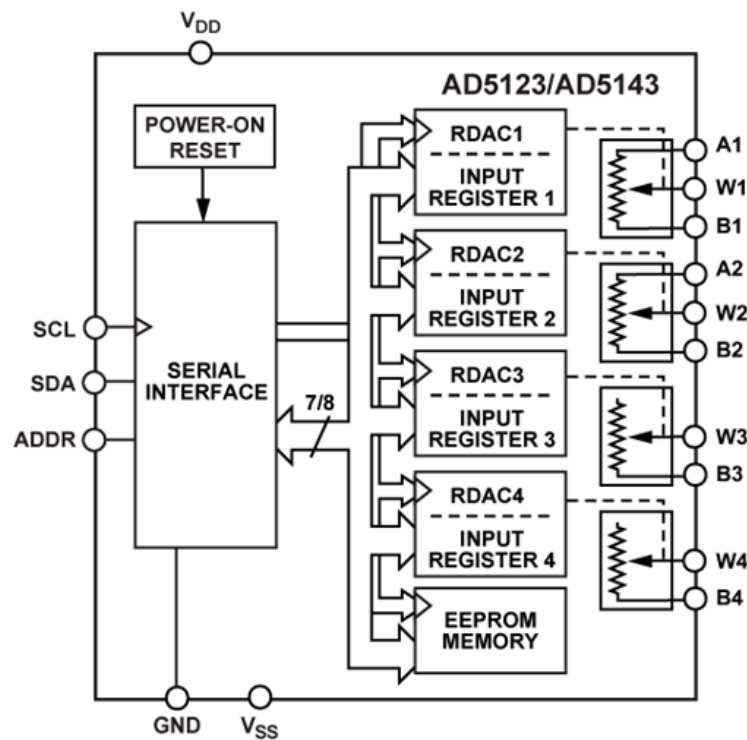 VDD
AD5123/AD5143
POWER-ON
RESET
RDAC1
INPUT
REGISTER 1
A1
W1
B1
RDAC2
INPUT
REGISTER 2
A2
W2
B2
SCL
SDA
ADDR
SERIAL
INTERFACE
7/8
RDAC3
INPUT
REGISTER 3
W3
B3
RDAC4
INPUT
REGISTER 4
W4
B4
EEPROM
MEMORY
GND
VSS